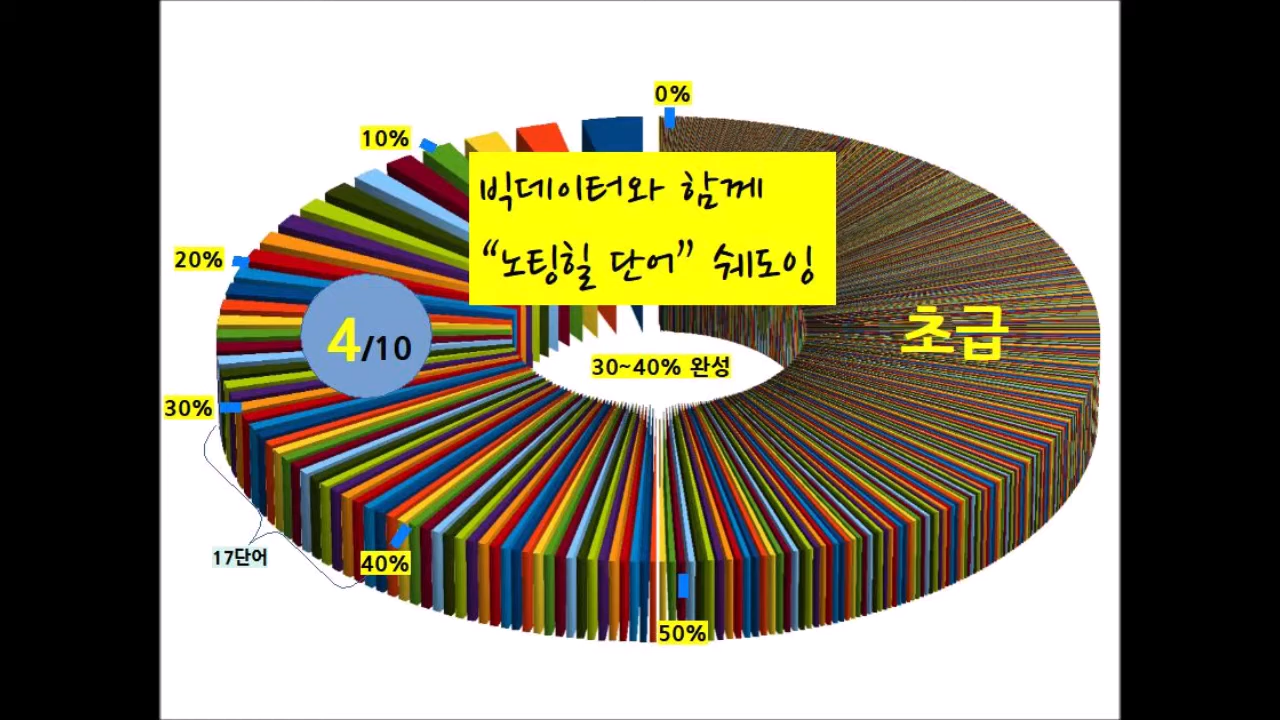 0%
10%
빅데이터와 함께
“노팅힐 단어” 쉐도잉
20%
초급
4/10
30~40% 완성
30%
17단어
40%
50%